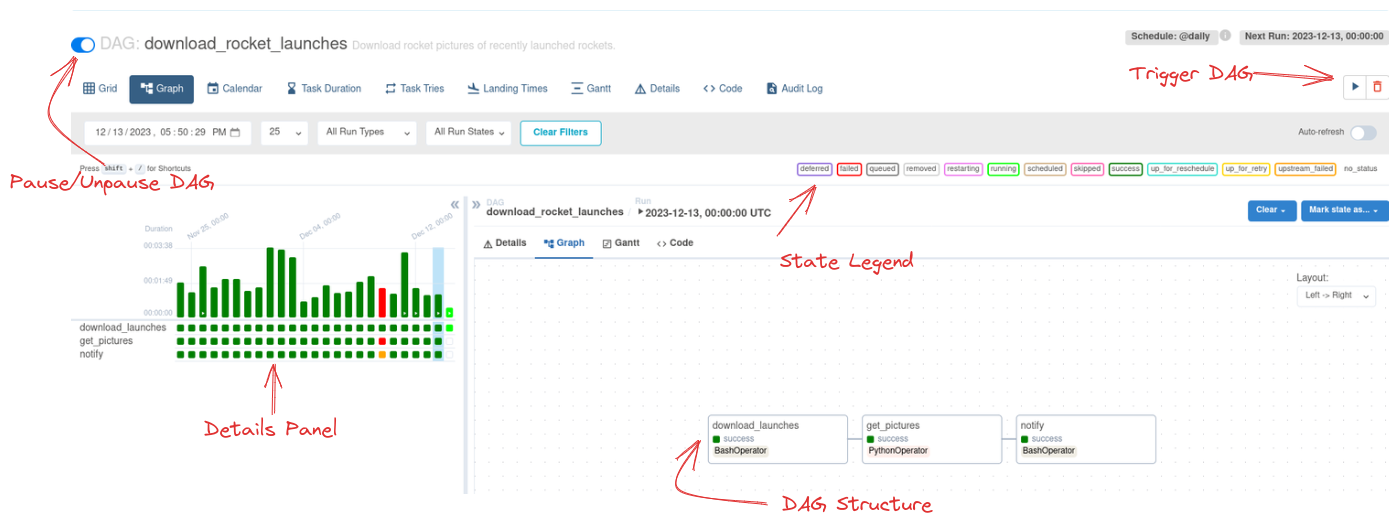 DAG: download_rocket_launches Download rocket pictures of recently launched rockets.
Schedule: @daily Next Run: 2023-12-13, 00:00:00
Trigger DAG
Grid Graph Calendar Task Duration Task Tries Landing Times Gantt Details Code Audit Log
12/13/2023, 05:50:29 PM 25 All Run Types All Run States Clear Filters Auto-refresh
Press shift + / for Shortcuts
deferred failed queued removed restarting running scheduled skipped success up_for_reschedule up_for_retry upstream_failed no_status
Pause/Unpause DAG
State Legend
Duration
Nov 25, 00:00 Dec 04, 00:00 Dec 12, 00:00
00:03:38
00:01:49
00:00:00
download_launches
get_pictures
notify
Details Panel
DAG Run
download_rocket_launches / 2023-12-13, 00:00:00 UTC
Clear Mark state as...
Details Graph Gantt Code
Layout:
Left -> Right
download_launches
success
BashOperator
get_pictures
success
PythonOperator
notify
success
BashOperator
DAG Structure